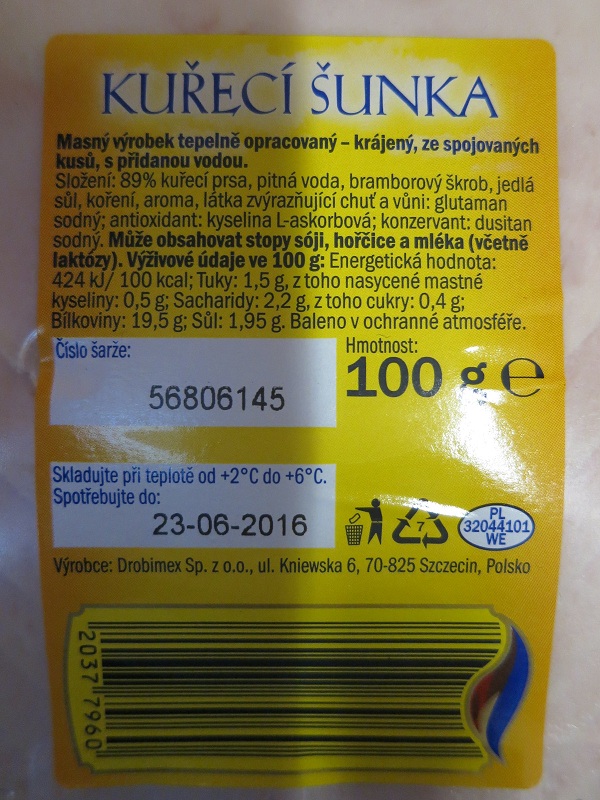 KUŘECÍ ŠUNKA
Masný výrobek tepelně opracovaný – krájený, ze spojovaných
kusů, s přidanou vodou.
Složení: 89% kuřecí prsa, pitná voda, bramborový škrob, jedlá
sůl, koření, aroma, látka zvýrazňující chuť a vůni: glutaman
sodný; antioxidant: kyselina L-askorbová; konzervant: dusitan
sodný. Může obsahovat stopy sóji, hořčice a mléka (včetně
laktózy). Výživové údaje ve 100 g: Energetická hodnota:
424 kJ/ 100 kcal; Tuky: 1,5 g, z toho nasycené mastné
kyseliny: 0,5 g; Sacharidy: 2,2 g, z toho cukry: 0,4 g;
Bílkoviny: 19,5 g; Sůl: 1,95 g. Baleno v ochranné atmosféře.
Číslo šarže:
56806145
Hmotnost:
100 g ℮
Skladujte při teplotě od +2°C do +6°C.
Spotřebujte do:
23-06-2016
7
PL
32044101
WE
Výrobce: Drobimex Sp. z o.o., ul. Kniewska 6, 70-825 Szczecin, Polsko
2037 7960